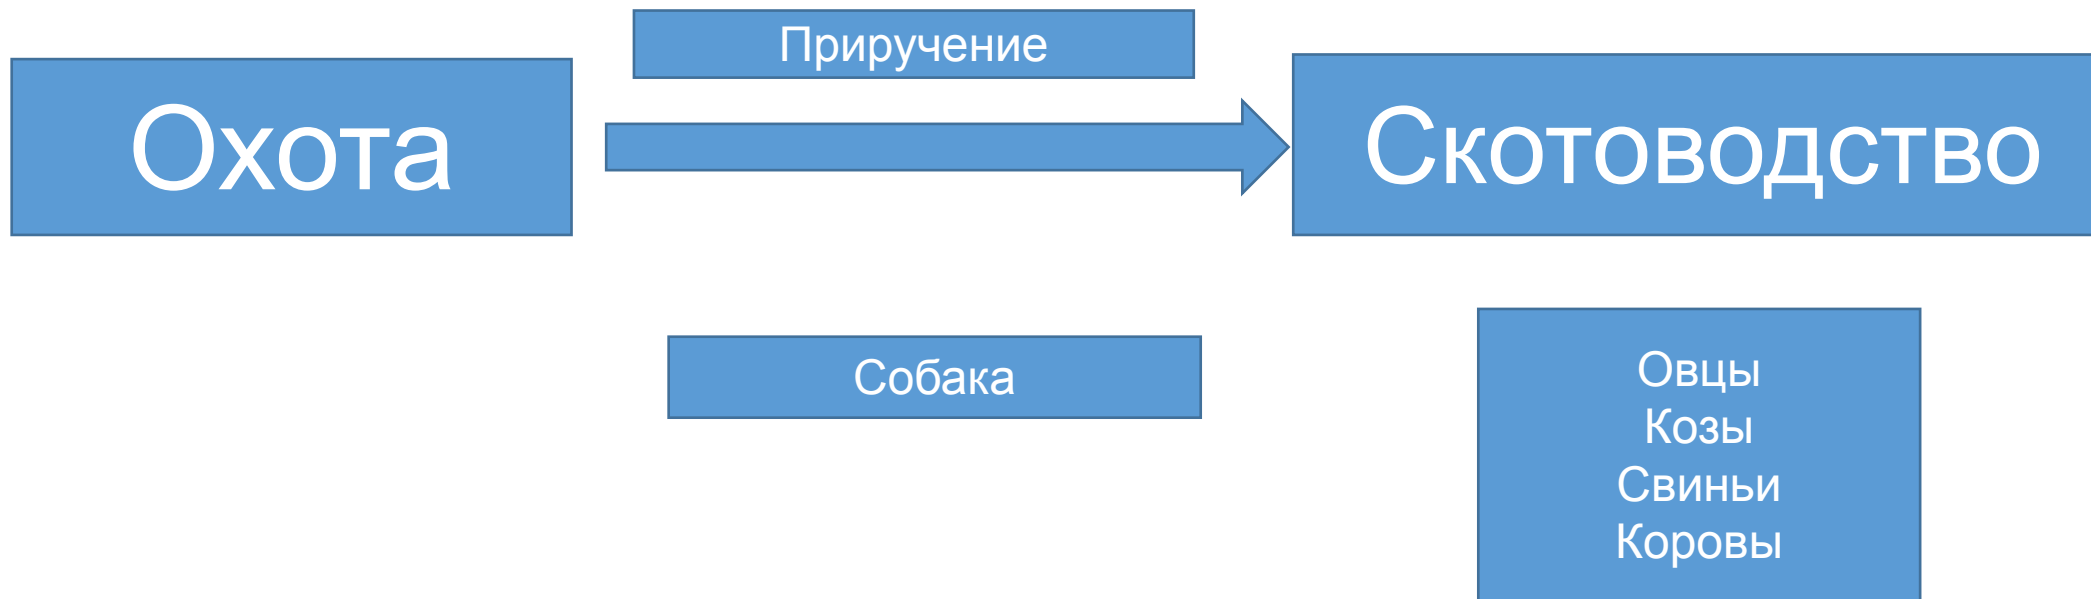 Приручение
Охота
Скотоводство
Собака
Овцы
Козы
Свиньи
Коровы